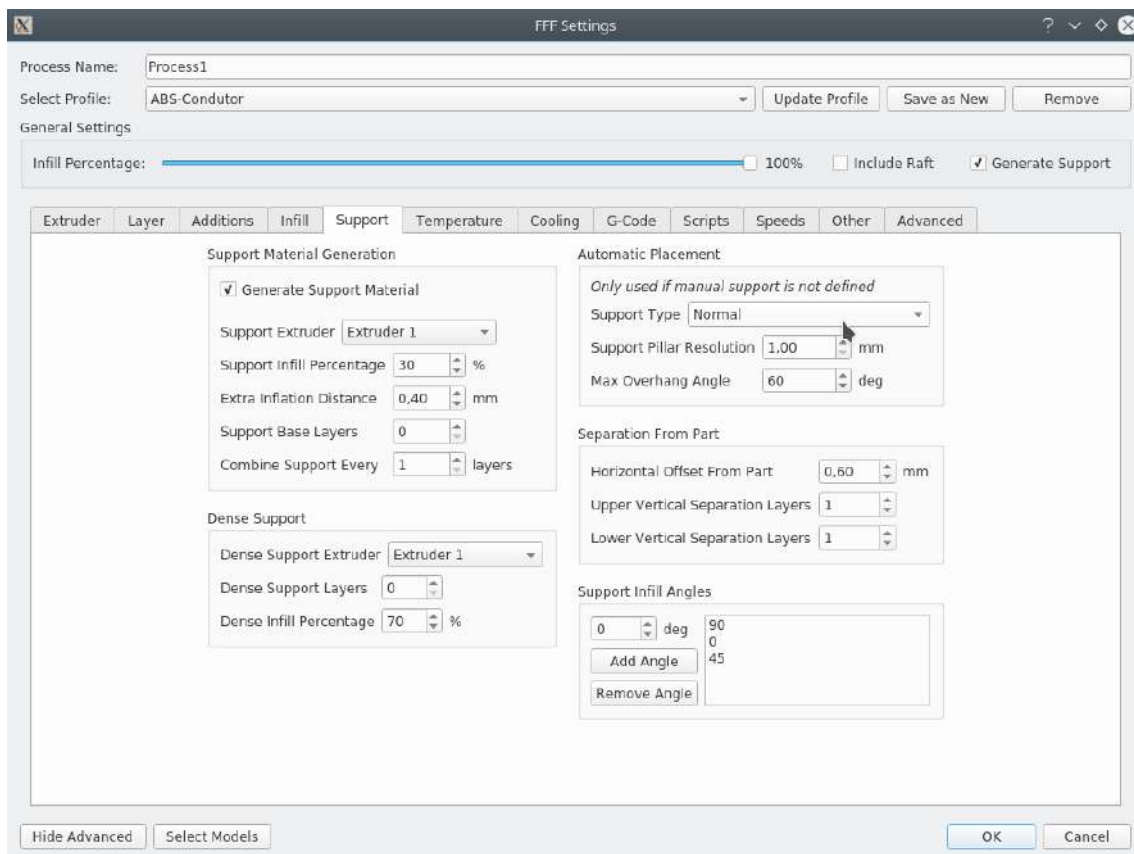 FFF Settings
Process Name: Process1
Select Profile: ABS-Condutor Update Profile Save as New Remove
General Settings
Infill Percentage: 100% Include Raft Generate Support
Extruder Layer Additions Infill Support Temperature Cooling G-Code Scripts Speeds Other Advanced
Support Material Generation
Generate Support Material
Support Extruder Extruder 1
Support Infill Percentage 30 %
Extra Inflation Distance 0,40 mm
Support Base Layers 0
Combine Support Every 1 layers
Dense Support
Dense Support Extruder Extruder 1
Dense Support Layers 0
Dense Infill Percentage 70 %
Automatic Placement
Only used if manual support is not defined
Support Type Normal
Support Pillar Resolution 1,00 mm
Max Overhang Angle 60 deg
Separation From Part
Horizontal Offset From Part 0,60 mm
Upper Vertical Separation Layers 1
Lower Vertical Separation Layers 1
Support Infill Angles
0 deg
Add Angle
Remove Angle
90
0
45
Hide Advanced Select Models OK Cancel